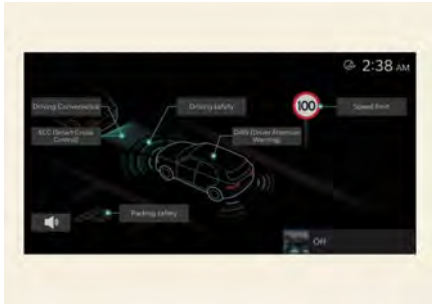 2:38 AM
Driving Convenience
Driving safety
100
Speed limit
SCC (Smart Cruise
Control)
DAW (Driver Attention
Warning)
Parking safety
Off